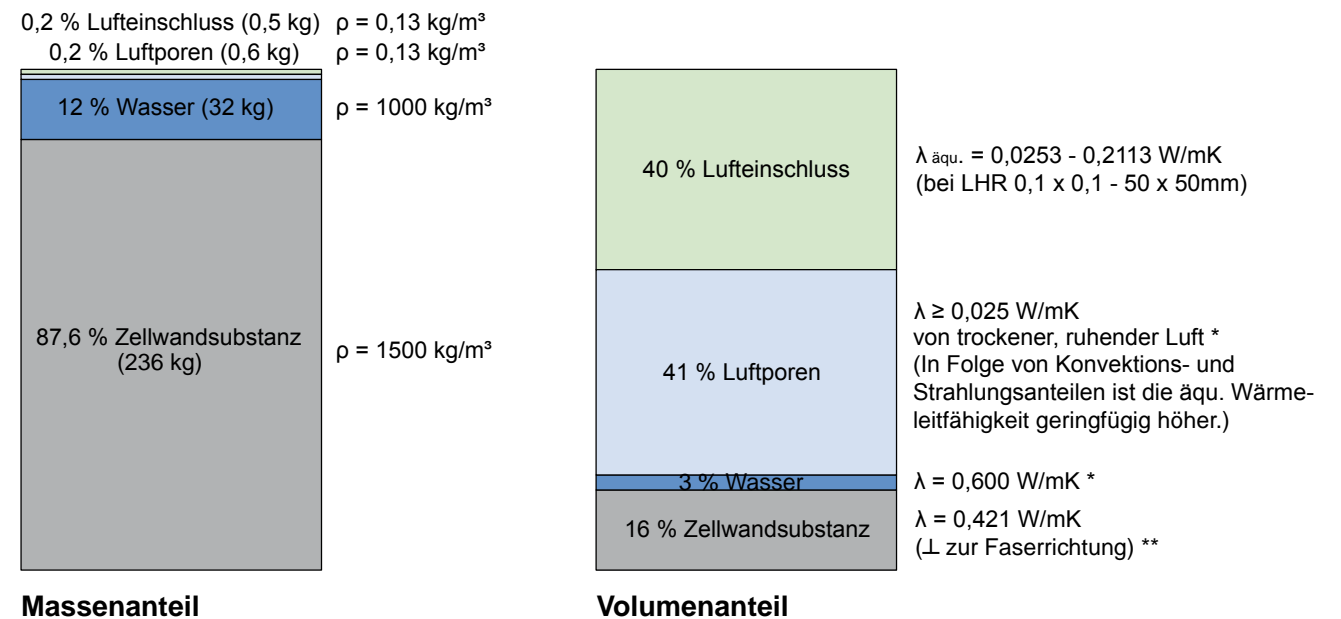 0,2 % Lufteinschluss (0,5 kg) ρ = 0,13 kg/m³
0,2 % Luftporen (0,6 kg) ρ = 0,13 kg/m³
12 % Wasser (32 kg) ρ = 1000 kg/m³
87,6 % Zellwandsubstanz
(236 kg)
ρ = 1500 kg/m³
Massenanteil
40 % Lufteinschluss
λ äqu. = 0,0253 - 0,2113 W/mK
(bei LHR 0,1 x 0,1 - 50 x 50mm)
41 % Luftporen
λ ≥ 0,025 W/mK
von trockener, ruhender Luft *
(In Folge von Konvektions- und
Strahlungsanteilen ist die äqu. Wärme-
leitfähigkeit geringfügig höher.)
3 % Wasser
λ = 0,600 W/mK *
16 % Zellwandsubstanz
λ = 0,421 W/mK
(⊥ zur Faserrichtung) **
Volumenanteil